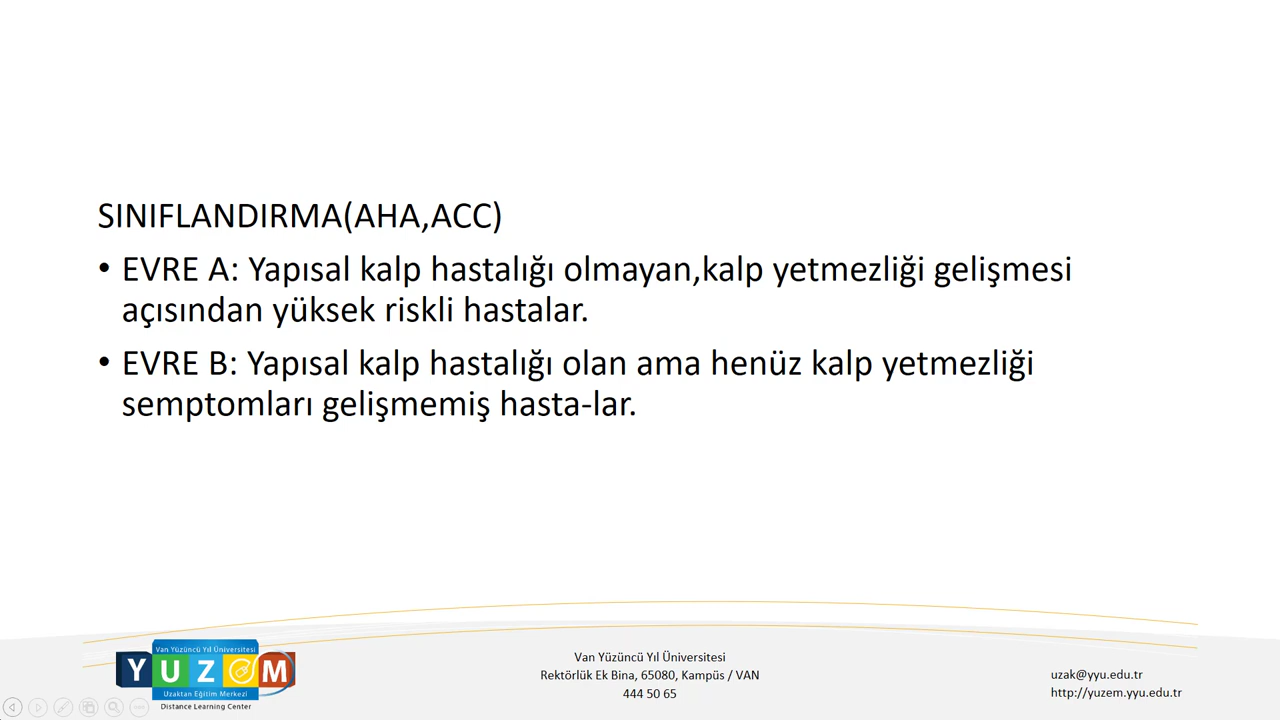 SINIFLANDIRMA(AHA,ACC)
• EVRE A: Yapısal kalp hastalığı olmayan,kalp yetmezliği gelişmesi
açısından yüksek riskli hastalar.
• EVRE B: Yapısal kalp hastalığı olan ama henüz kalp yetmezliği
semptomları gelişmemiş hasta-lar.
Van Yüzüncü Yıl Üniversitesi
YUZEM
Uzaktan Eğitim Merkezi
Distance Learning Center
Van Yüzüncü Yıl Üniversitesi
Rektörlük Ek Bina, 65080, Kampüs / VAN
444 50 65
uzak@yyu.edu.tr
http://yuzem.yyu.edu.tr